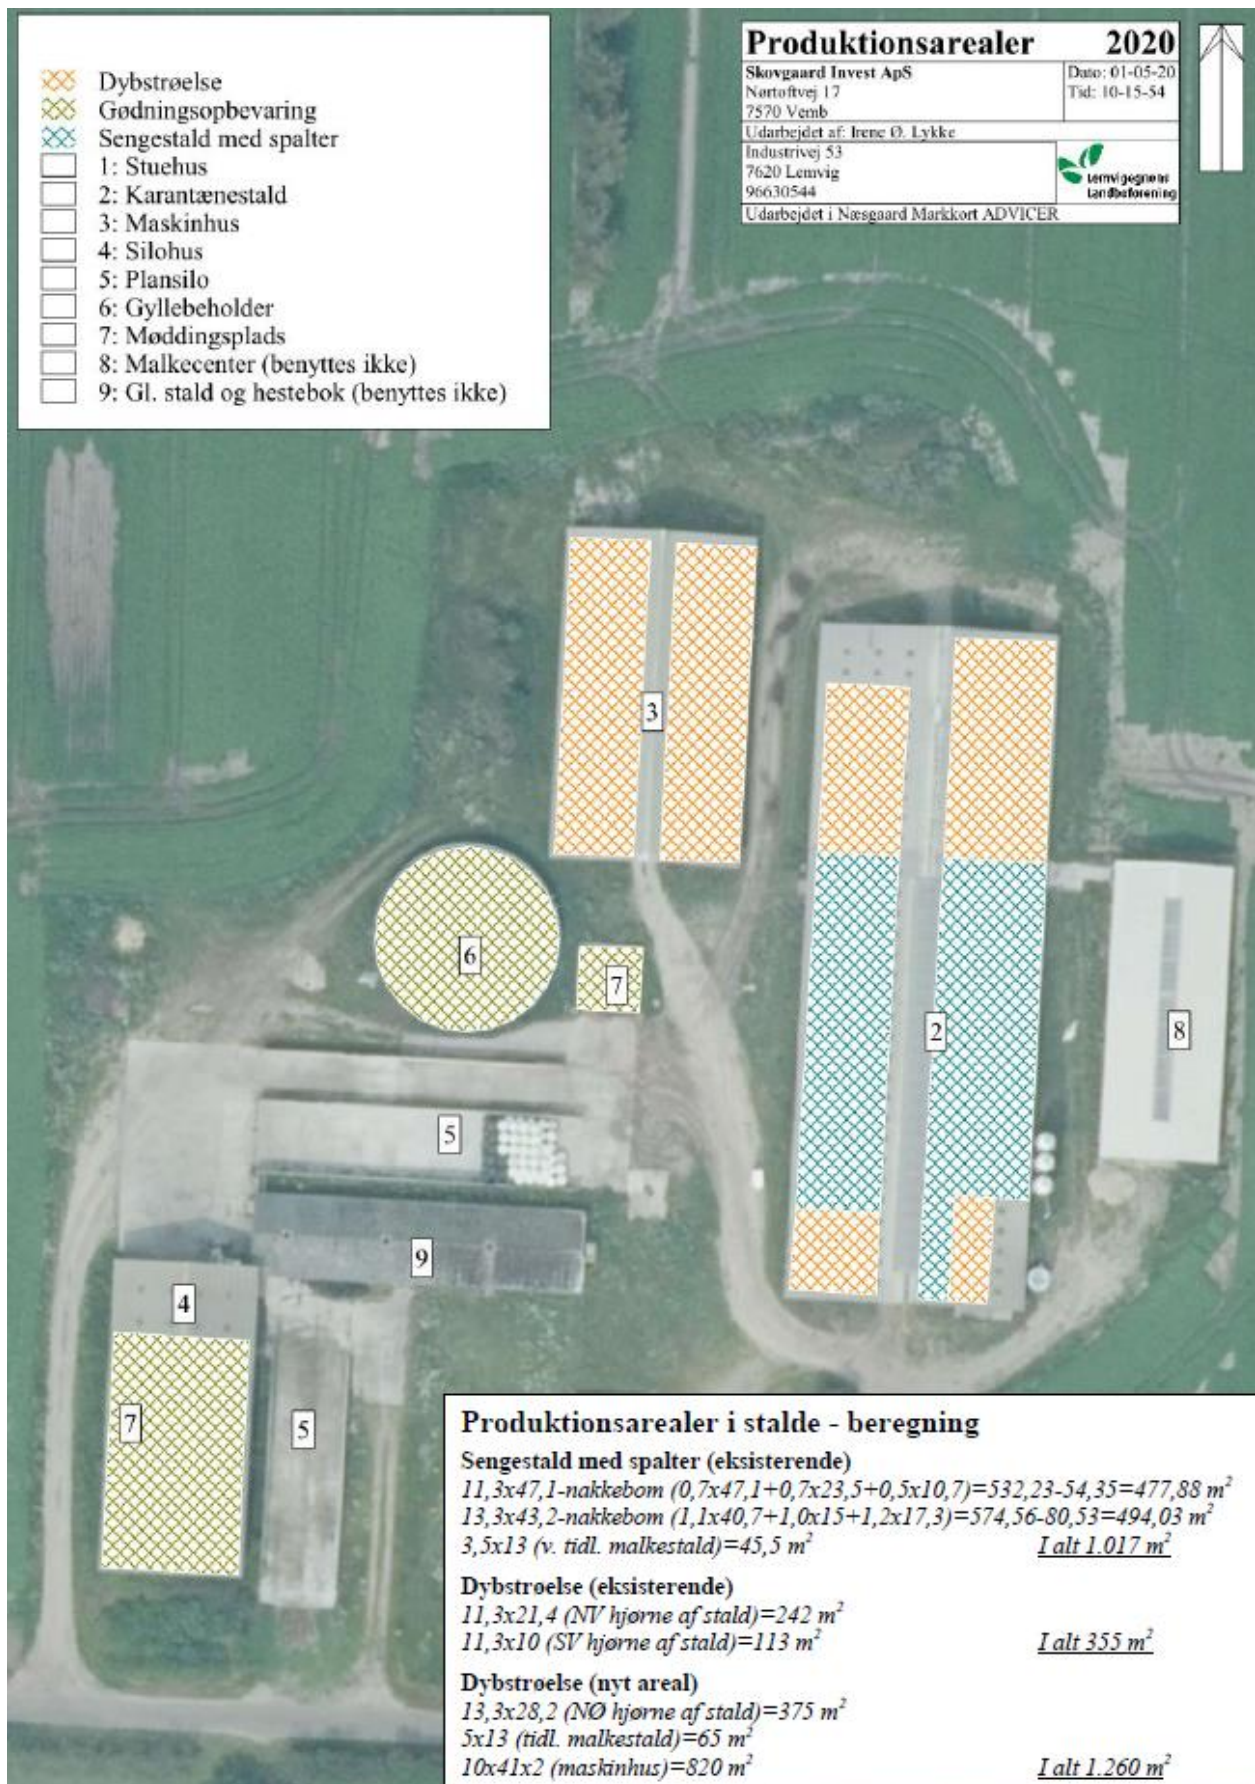 Dybstrøelse
Gødningsopbevaring
Sengestald med spalter
1: Stuehus
2: Karantænestald
3: Maskinhus
4: Silohus
5: Plansilo
6: Gyllebeholder
7: Møddingsplads
8: Malkecenter (benyttes ikke)
9: Gl. stald og hestebok (benyttes ikke)
Produktionsarealer 2020
Skovgaard Invest ApS
Nørtoftvej 17
7570 Vemb
Dato: 01-05-20
Tid: 10-15-54
Udarbejdet af: Irene Ø. Lykke
Industrivej 53
7620 Lemvig
96630544
Lemvigegnens
Landboforening
Udarbejdet i Næsgaard Markkort ADVICER
3
6
7
2
8
5
9
4
7
5
Produktionsarealer i stalde - beregning
Sengestald med spalter (eksisterende)
11,3x47,1-nakkebom (0,7x47,1+0,7x23,5+0,5x10,7)=532,23-54,35=477,88 m²
13,3x43,2-nakkebom (1,1x40,7+1,0x15+1,2x17,3)=574,56-80,53=494,03 m²
3,5x13 (v. tidl. malkestald)=45,5 m² I alt 1.017 m²
Dybstrøelse (eksisterende)
11,3x21,4 (NV hjørne af stald)=242 m²
11,3x10 (SV hjørne af stald)=113 m² I alt 355 m²
Dybstrøelse (nyt areal)
13,3x28,2 (NØ hjørne af stald)=375 m²
5x13 (tidl. malkestald)=65 m²
10x41x2 (maskinhus)=820 m² I alt 1.260 m²